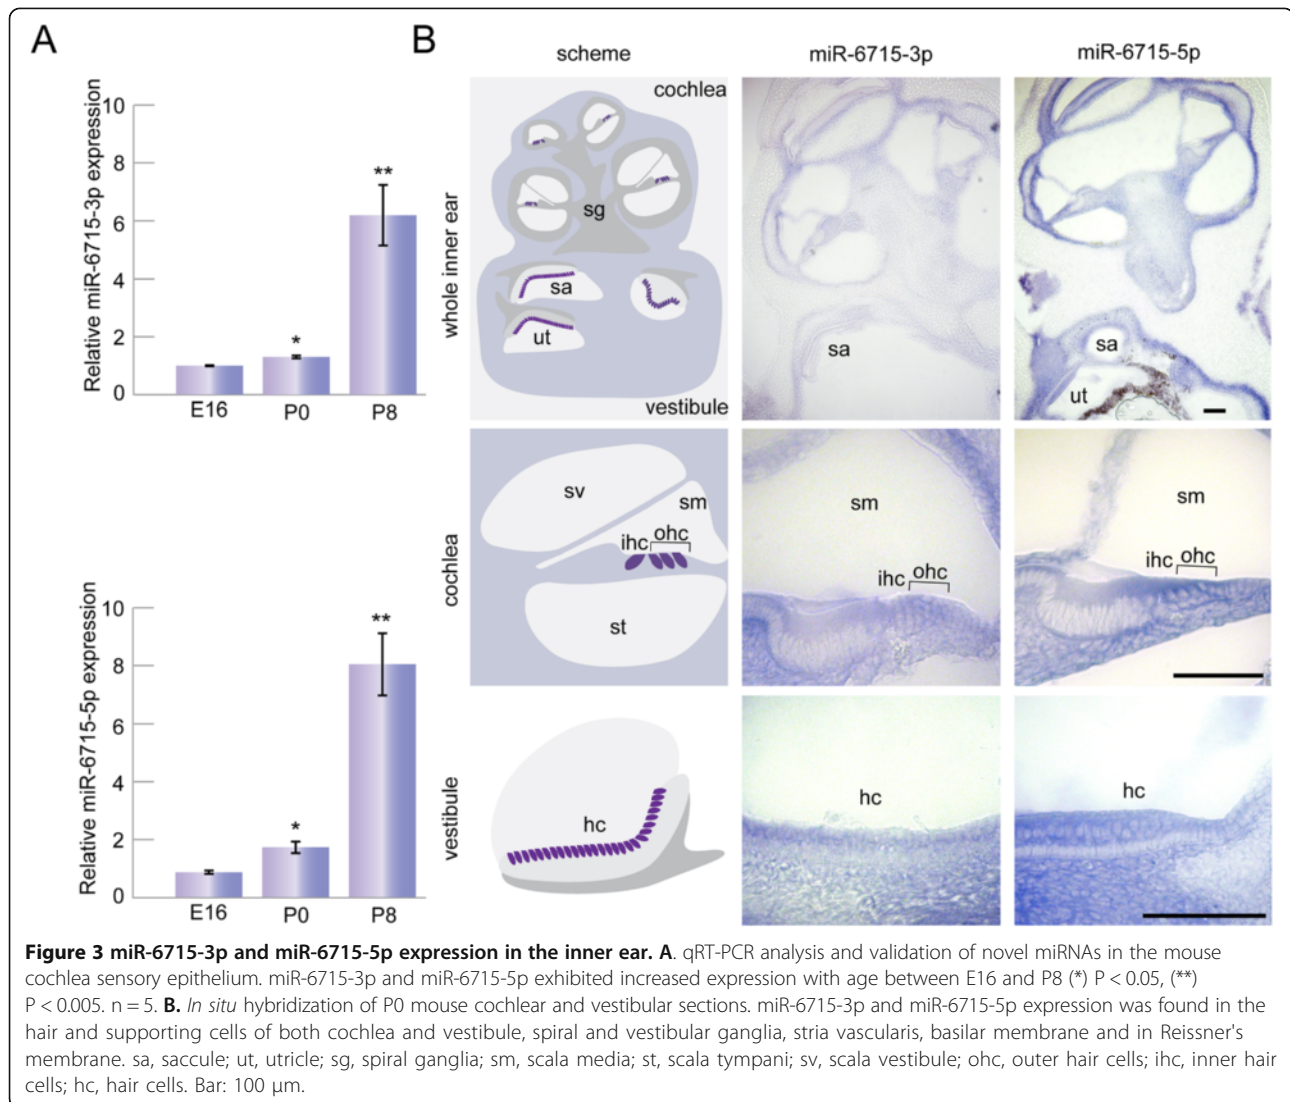 A
Relative miR-6715-3p expression
10
8
6
4
2
0
*
**
E16 P0 P8
Relative miR-6715-5p expression
10
8
6
4
2
0
*
**
E16 P0 P8
B
scheme miR-6715-3p miR-6715-5p
whole inner ear
cochlea
sg
sa
ut
vestibule
sa
sa
ut
cochlea
sv
sm
ihc ohc
st
sm
ihc ohc
sm
ihc ohc
vestibule
hc
hc
hc
Figure 3 miR-6715-3p and miR-6715-5p expression in the inner ear. A. qRT-PCR analysis and validation of novel miRNAs in the mouse
cochlea sensory epithelium. miR-6715-3p and miR-6715-5p exhibited increased expression with age between E16 and P8 (*) P < 0.05, (**)
P < 0.005. n = 5. B. In situ hybridization of P0 mouse cochlear and vestibular sections. miR-6715-3p and miR-6715-5p expression was found in the
hair and supporting cells of both cochlea and vestibule, spiral and vestibular ganglia, stria vascularis, basilar membrane and in Reissner's
membrane. sa, saccule; ut, utricle; sg, spiral ganglia; sm, scala media; st, scala tympani; sv, scala vestibule; ohc, outer hair cells; ihc, inner hair
cells; hc, hair cells. Bar: 100 μm.